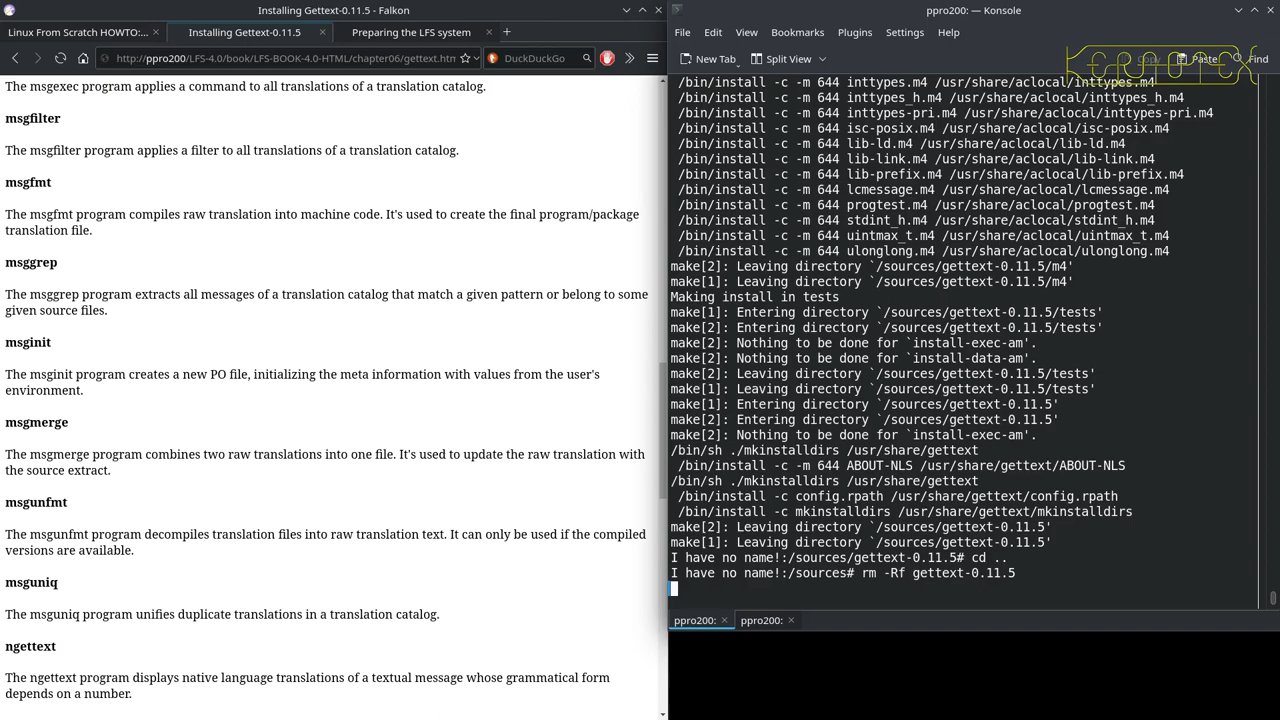 Installing Gettext-0.11.5 - Falkon
Linux From Scratch HOWTO:...
Installing Gettext-0.11.5
Preparing the LFS system
http://ppro200/LFS-4.0/book/LFS-BOOK-4.0-HTML/chapter06/gettext.htm
DuckDuckGo
The msgexec program applies a command to all translations of a translation catalog.
msgfilter
The msgfilter program applies a filter to all translations of a translation catalog.
msgfmt
The msgfmt program compiles raw translation into machine code. It's used to create the final program/package
translation file.
msggrep
The msggrep program extracts all messages of a translation catalog that match a given pattern or belong to some
given source files.
msginit
The msginit program creates a new PO file, initializing the meta information with values from the user's
environment.
msgmerge
The msgmerge program combines two raw translations into one file. It's used to update the raw translation with
the source extract.
msgunfmt
The msgunfmt program decompiles translation files into raw translation text. It can only be used if the compiled
versions are available.
msguniq
The msguniq program unifies duplicate translations in a translation catalog.
ngettext
The ngettext program displays native language translations of a textual message whose grammatical form
depends on a number.
ppro200: — Konsole
File Edit View Bookmarks Plugins Settings Help
New Tab Split View Copy Paste Find
/bin/install -c -m 644 inttypes.m4 /usr/share/aclocal/inttypes.m4
/bin/install -c -m 644 inttypes_h.m4 /usr/share/aclocal/inttypes_h.m4
/bin/install -c -m 644 inttypes-pri.m4 /usr/share/aclocal/inttypes-pri.m4
/bin/install -c -m 644 isc-posix.m4 /usr/share/aclocal/isc-posix.m4
/bin/install -c -m 644 lib-ld.m4 /usr/share/aclocal/lib-ld.m4
/bin/install -c -m 644 lib-link.m4 /usr/share/aclocal/lib-link.m4
/bin/install -c -m 644 lib-prefix.m4 /usr/share/aclocal/lib-prefix.m4
/bin/install -c -m 644 lcmessage.m4 /usr/share/aclocal/lcmessage.m4
/bin/install -c -m 644 progtest.m4 /usr/share/aclocal/progtest.m4
/bin/install -c -m 644 stdint_h.m4 /usr/share/aclocal/stdint_h.m4
/bin/install -c -m 644 uintmax_t.m4 /usr/share/aclocal/uintmax_t.m4
/bin/install -c -m 644 ulonglong.m4 /usr/share/aclocal/ulonglong.m4
make[2]: Leaving directory `/sources/gettext-0.11.5/m4'
make[1]: Leaving directory `/sources/gettext-0.11.5/m4'
Making install in tests
make[1]: Entering directory `/sources/gettext-0.11.5/tests'
make[2]: Entering directory `/sources/gettext-0.11.5/tests'
make[2]: Nothing to be done for `install-exec-am'.
make[2]: Nothing to be done for `install-data-am'.
make[2]: Leaving directory `/sources/gettext-0.11.5/tests'
make[1]: Leaving directory `/sources/gettext-0.11.5/tests'
make[1]: Entering directory `/sources/gettext-0.11.5'
make[2]: Entering directory `/sources/gettext-0.11.5'
make[2]: Nothing to be done for `install-exec-am'.
/bin/sh ./mkinstalldirs /usr/share/gettext
/bin/install -c -m 644 ABOUT-NLS /usr/share/gettext/ABOUT-NLS
/bin/sh ./mkinstalldirs /usr/share/gettext
/bin/install -c config.rpath /usr/share/gettext/config.rpath
/bin/install -c mkinstalldirs /usr/share/gettext/mkinstalldirs
make[2]: Leaving directory `/sources/gettext-0.11.5'
make[1]: Leaving directory `/sources/gettext-0.11.5'
I have no name!:/sources/gettext-0.11.5# cd ..
I have no name!:/sources# rm -Rf gettext-0.11.5
ppro200:
ppro200: